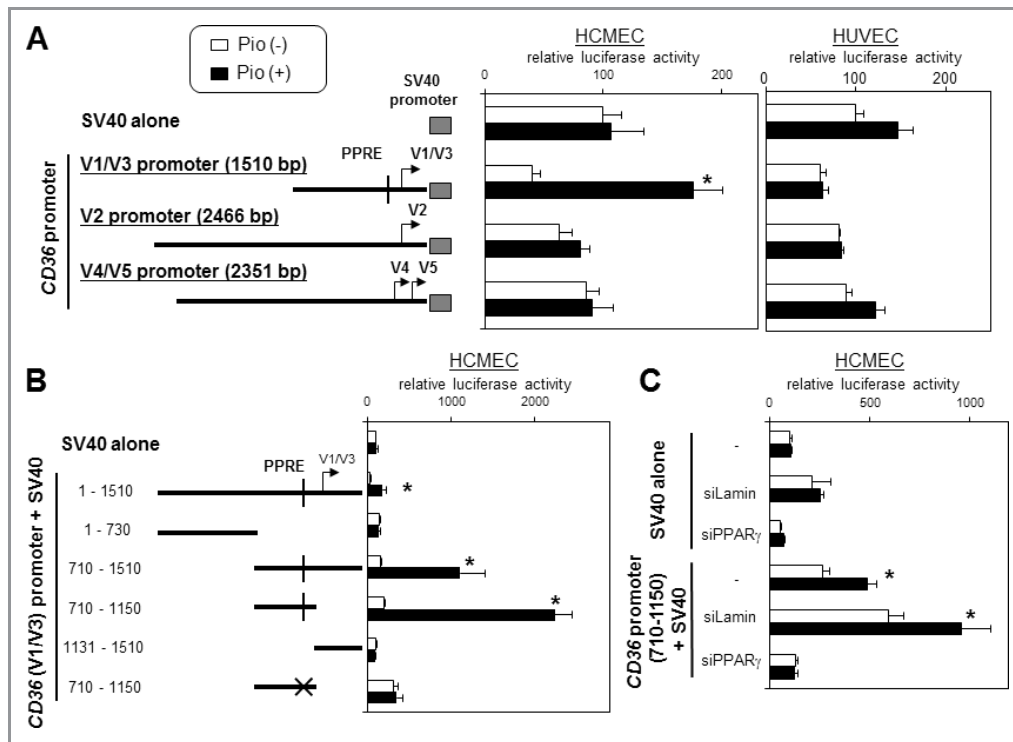 A
Pio (-)
Pio (+)
HCMEC
relative luciferase activity
0 100 200
HUVEC
relative luciferase activity
0 100 200
SV40
promoter
SV40 alone
CD36 promoter
V1/V3 promoter (1510 bp)
PPRE
V1/V3
*
V2 promoter (2466 bp)
V2
V4/V5 promoter (2351 bp)
V4 V5
B
HCMEC
relative luciferase activity
0 1000 2000
SV40 alone
CD36 (V1/V3) promoter + SV40
PPRE
V1/V3
1 - 1510
*
1 - 730
710 - 1510
*
710 - 1150
*
1131 - 1510
710 - 1150
C
HCMEC
relative luciferase activity
0 500 1000
SV40 alone
-
siLamin
siPPARγ
CD36 promoter
(710-1150)
+ SV40
-
*
siLamin
*
siPPARγ